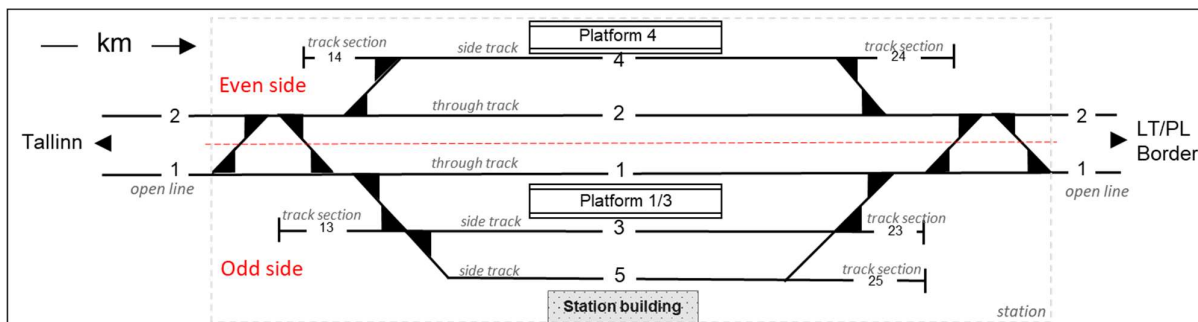 km
track section
14
side track
Platform 4
4
track section
24
Even side
2
through track
2
2
Tallinn
LT/PL
Border
1
open line
through track
1
1
open line
Platform 1/3
track section
13
side track
3
track section
23
Odd side
side track
5
track section
25
Station building
station